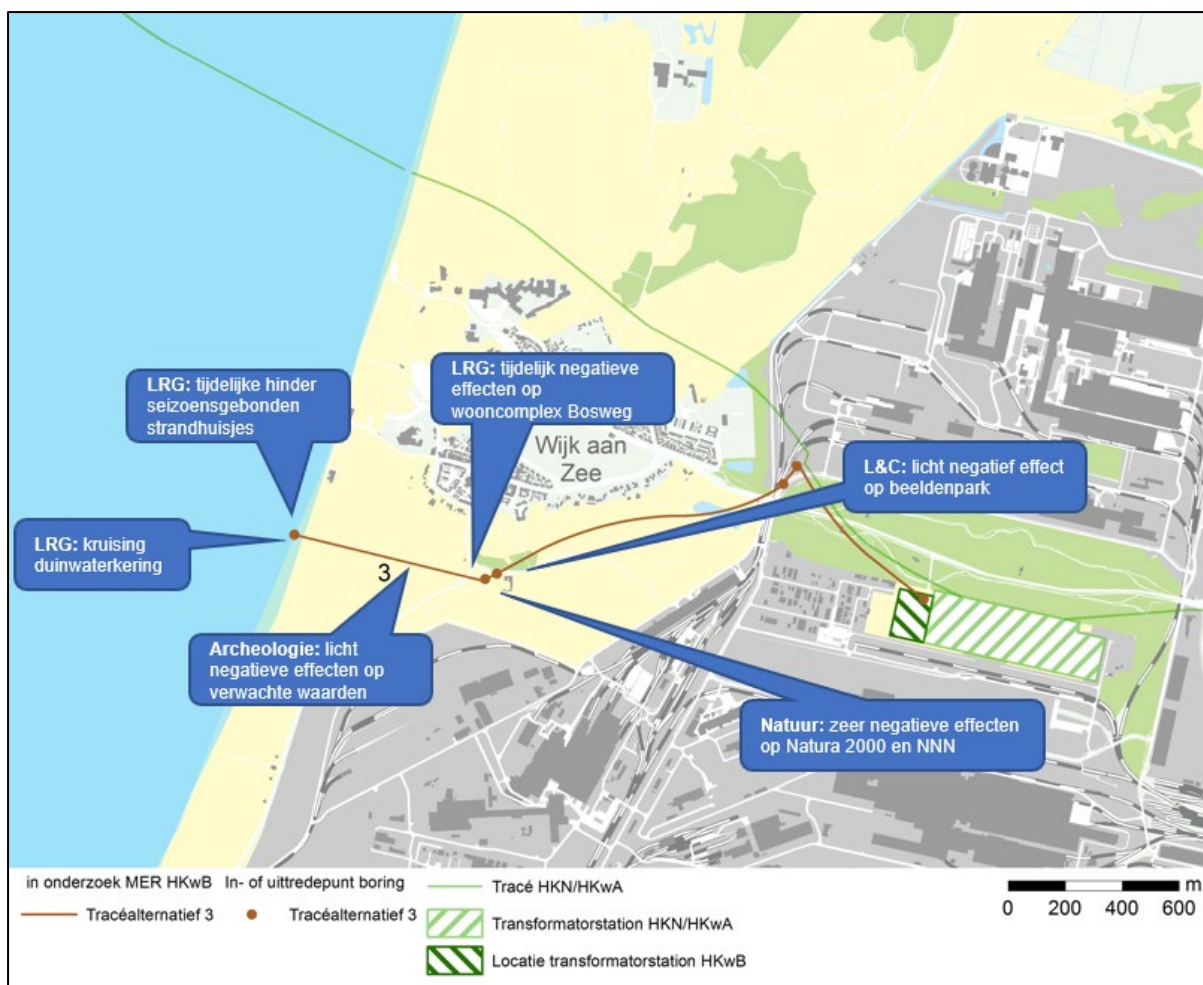 LRG: tijdelijke hinder
seizoensgebonden
strandhuisjes
LRG: tijdelijk negatieve
effecten op
wooncomplex Bosweg
Wijk aan
Zee
L&C: licht negatief effect
op beeldenpark
LRG: kruising
duinwaterkering
3
Archeologie: licht
negatieve effecten op
verwachte waarden
Natuur: zeer negatieve effecten
op Natura 2000 en NNN
in onderzoek MER HKwB In- of uittredepunt boring
Tracéalternatief 3
Tracéalternatief 3
Tracé HKN/HKwA
Transformatorstation HKN/HKwA
Locatie transformatorstation HKwB
m
0 200 400 600